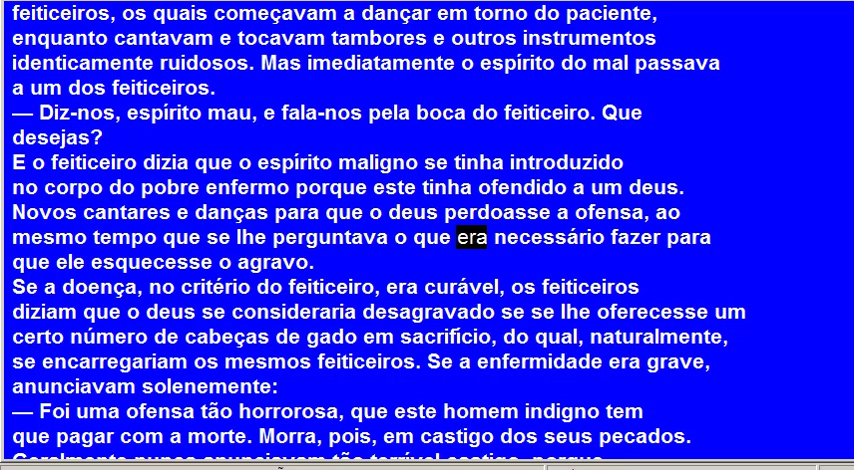 feiticeiros, os quais começavam a dançar em torno do paciente,
enquanto cantavam e tocavam tambores e outros instrumentos
identicamente ruidosos. Mas imediatamente o espírito do mal passava
a um dos feiticeiros.
— Diz-nos, espírito mau, e fala-nos pela boca do feiticeiro. Que
desejas?
E o feiticeiro dizia que o espírito maligno se tinha introduzido
no corpo do pobre enfermo porque este tinha ofendido a um deus.
Novos cantares e danças para que o deus perdoasse a ofensa, ao
mesmo tempo que se lhe perguntava o que era necessário fazer para
que ele esquecesse o agravo.
Se a doença, no critério do feiticeiro, era curável, os feiticeiros
diziam que o deus se consideraria desagravado se se lhe oferecesse um
certo número de cabeças de gado em sacrifício, do qual, naturalmente,
se encarregariam os mesmos feiticeiros. Se a enfermidade era grave,
anunciavam solenemente:
— Foi uma ofensa tão horrorosa, que este homem indigno tem
que pagar com a morte. Morra, pois, em castigo dos seus pecados.
Geralmente nunca anunciavam tão terrível castigo, porque